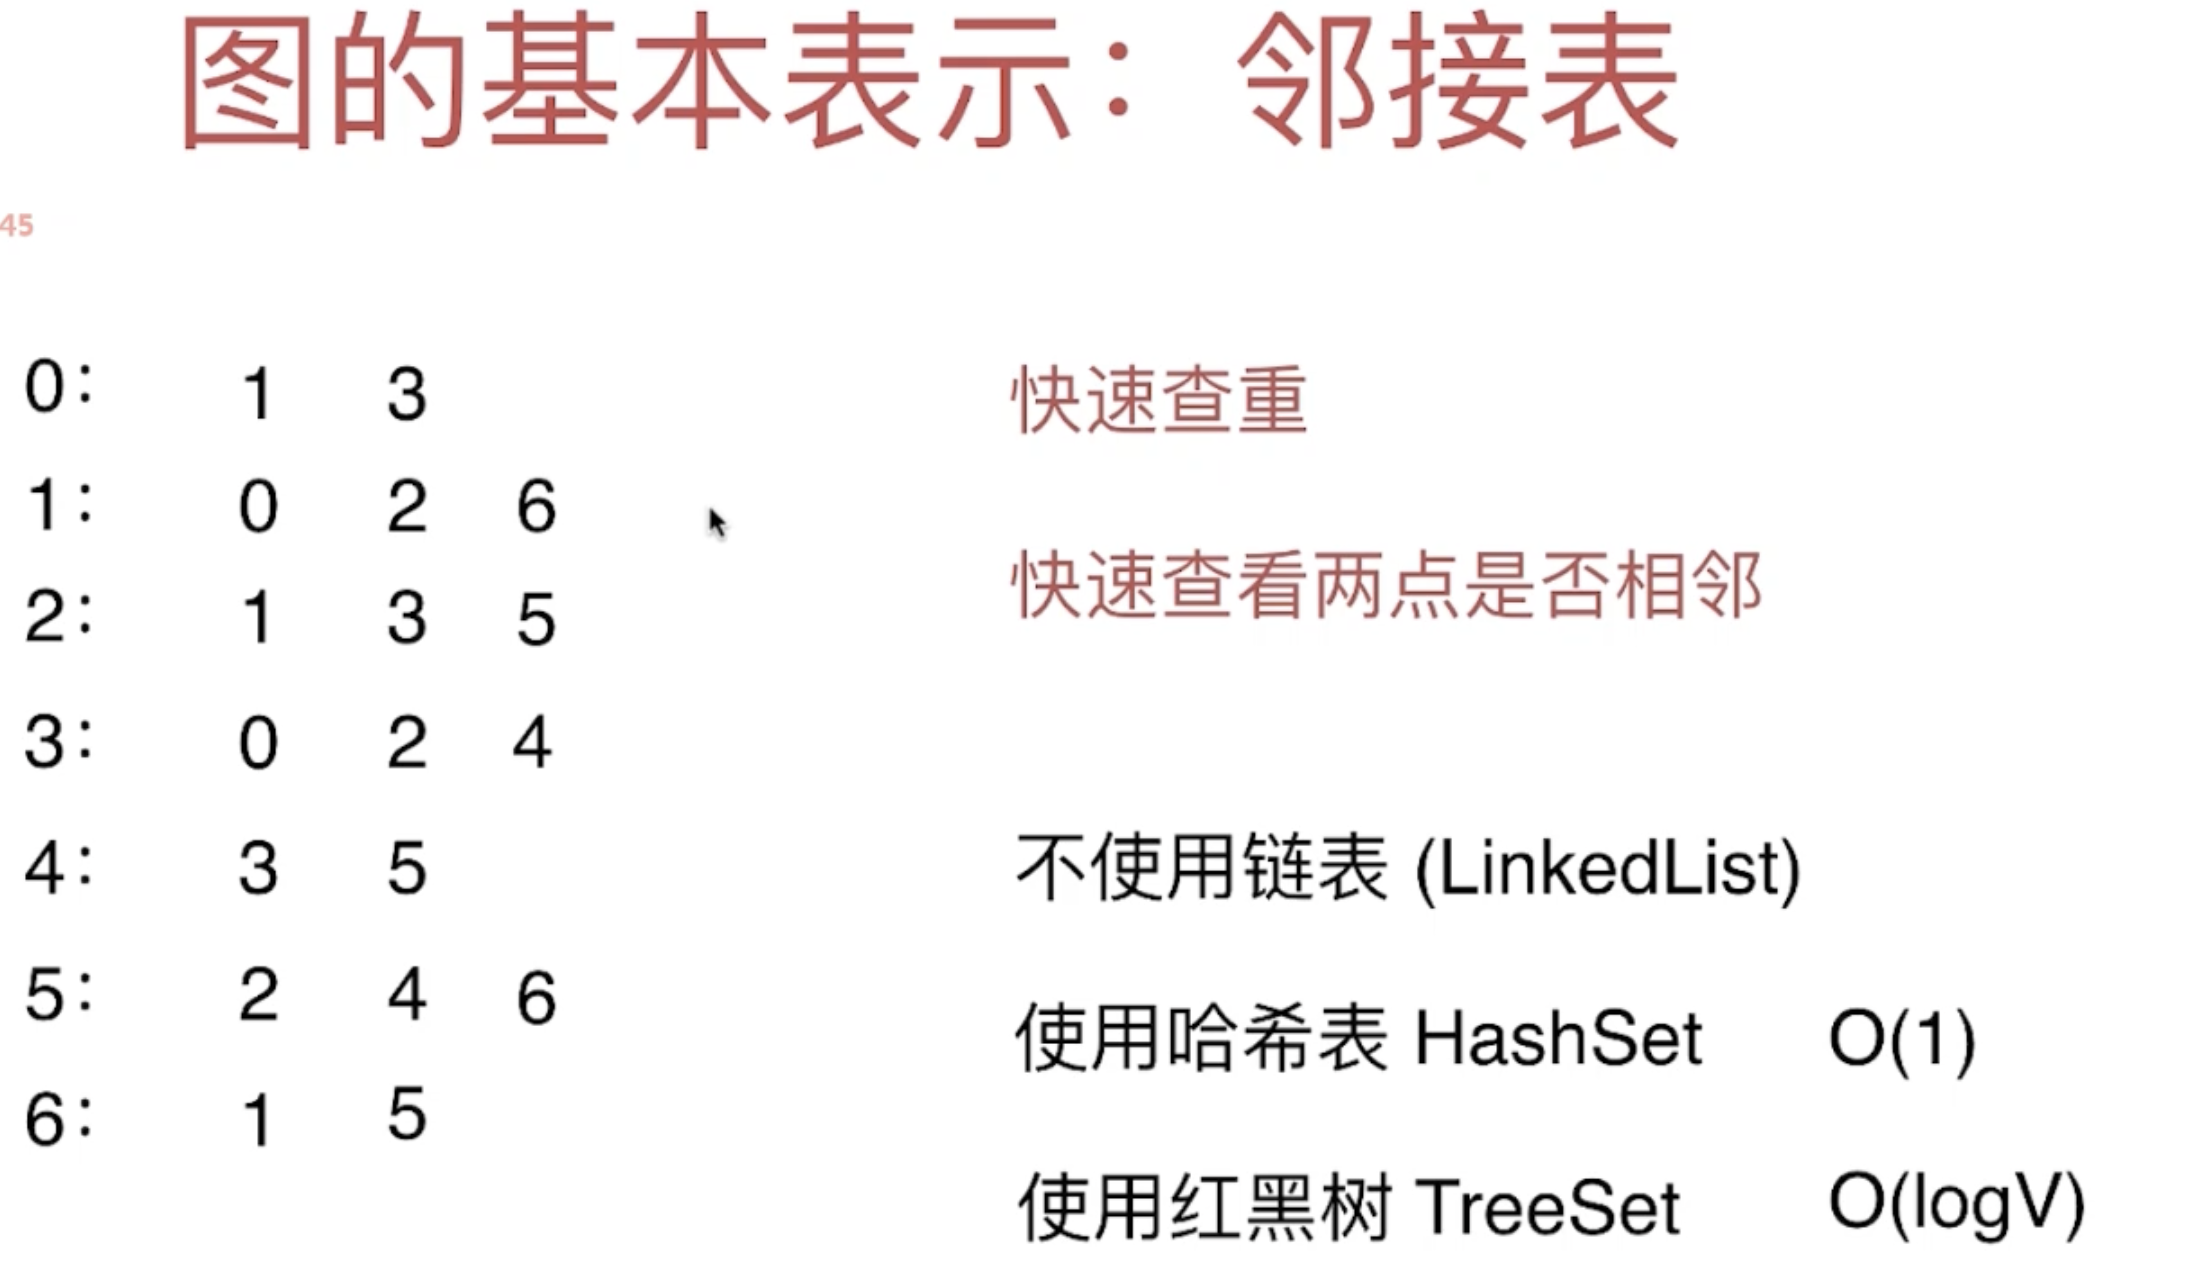 图的基本表示：邻接表
45
0： 1 3
1： 0 2 6
2： 1 3 5
3： 0 2 4
4： 3 5
5： 2 4 6
6： 1 5
快速查重
快速查看两点是否相邻
不使用链表 (LinkedList)
使用哈希表 HashSet O(1)
使用红黑树 TreeSet O(logV)